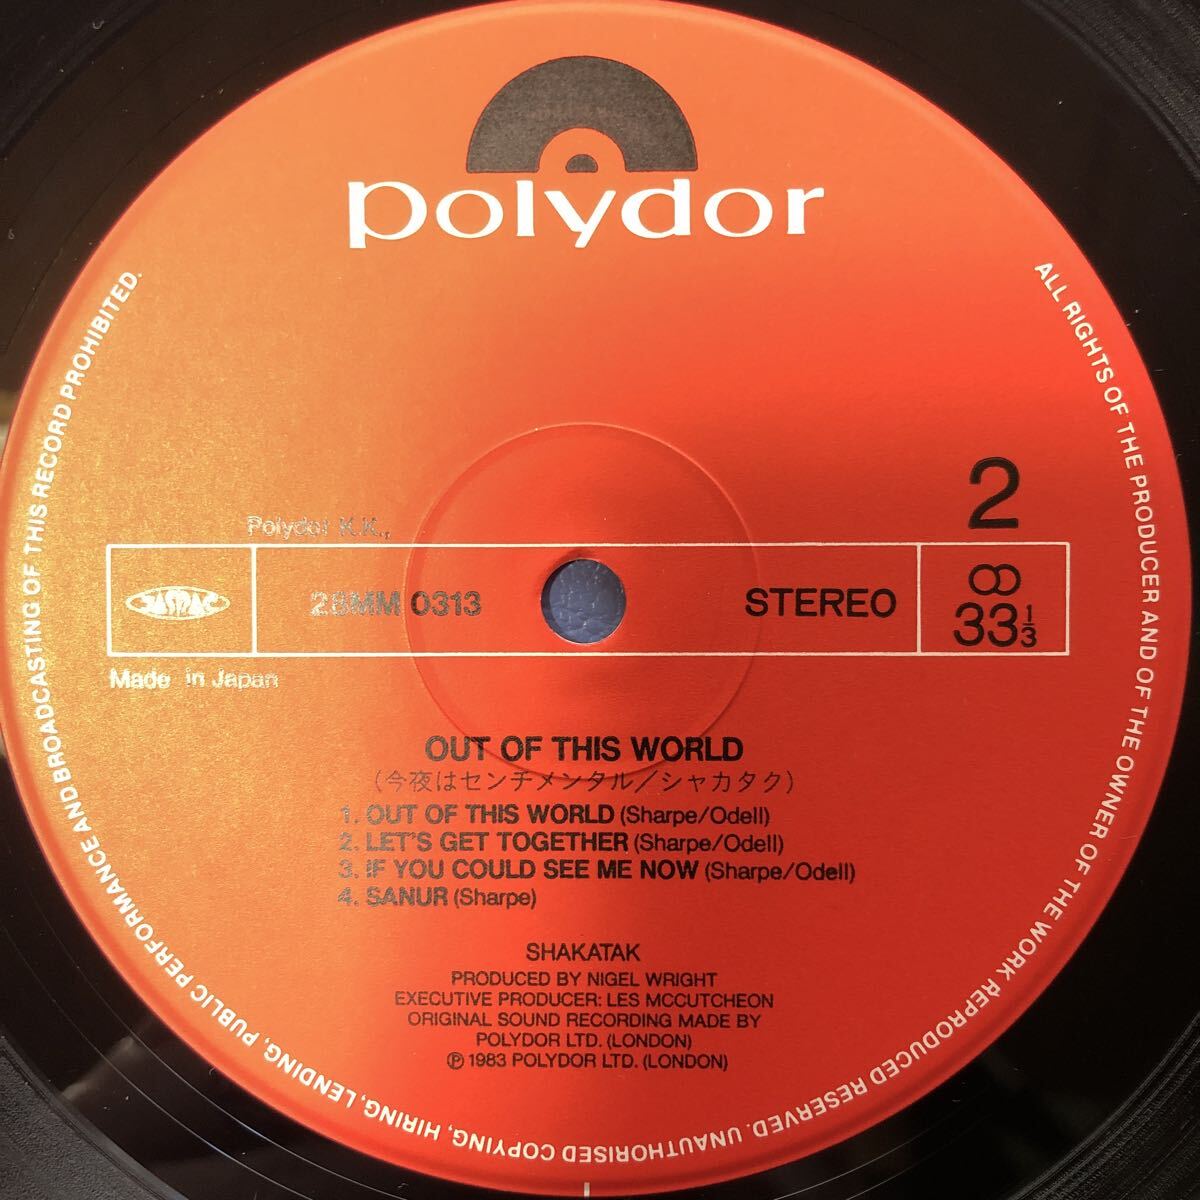 polydor
2
Polydor K.K.,
JASRAC
28MM 0313
STEREO
∞
33 1/3
Made in Japan
OUT OF THIS WORLD
(今夜はセンチメンタル/シャカタク)
1. OUT OF THIS WORLD (Sharpe/Odell)
2. LET'S GET TOGETHER (Sharpe/Odell)
3. IF YOU COULD SEE ME NOW (Sharpe/Odell)
4. SANUR (Sharpe)
SHAKATAK
PRODUCED BY NIGEL WRIGHT
EXECUTIVE PRODUCER: LES MCCUTCHEON
ORIGINAL SOUND RECORDING MADE BY
POLYDOR LTD. (LONDON)
℗ 1983 POLYDOR LTD. (LONDON)
ALL RIGHTS OF THE PRODUCER AND OF THE OWNER OF THE WORK REPRODUCED RESERVED. UNAUTHORISED COPYING, HIRING, LENDING, PUBLIC PERFORMANCE AND BROADCASTING OF THIS RECORD PROHIBITED.